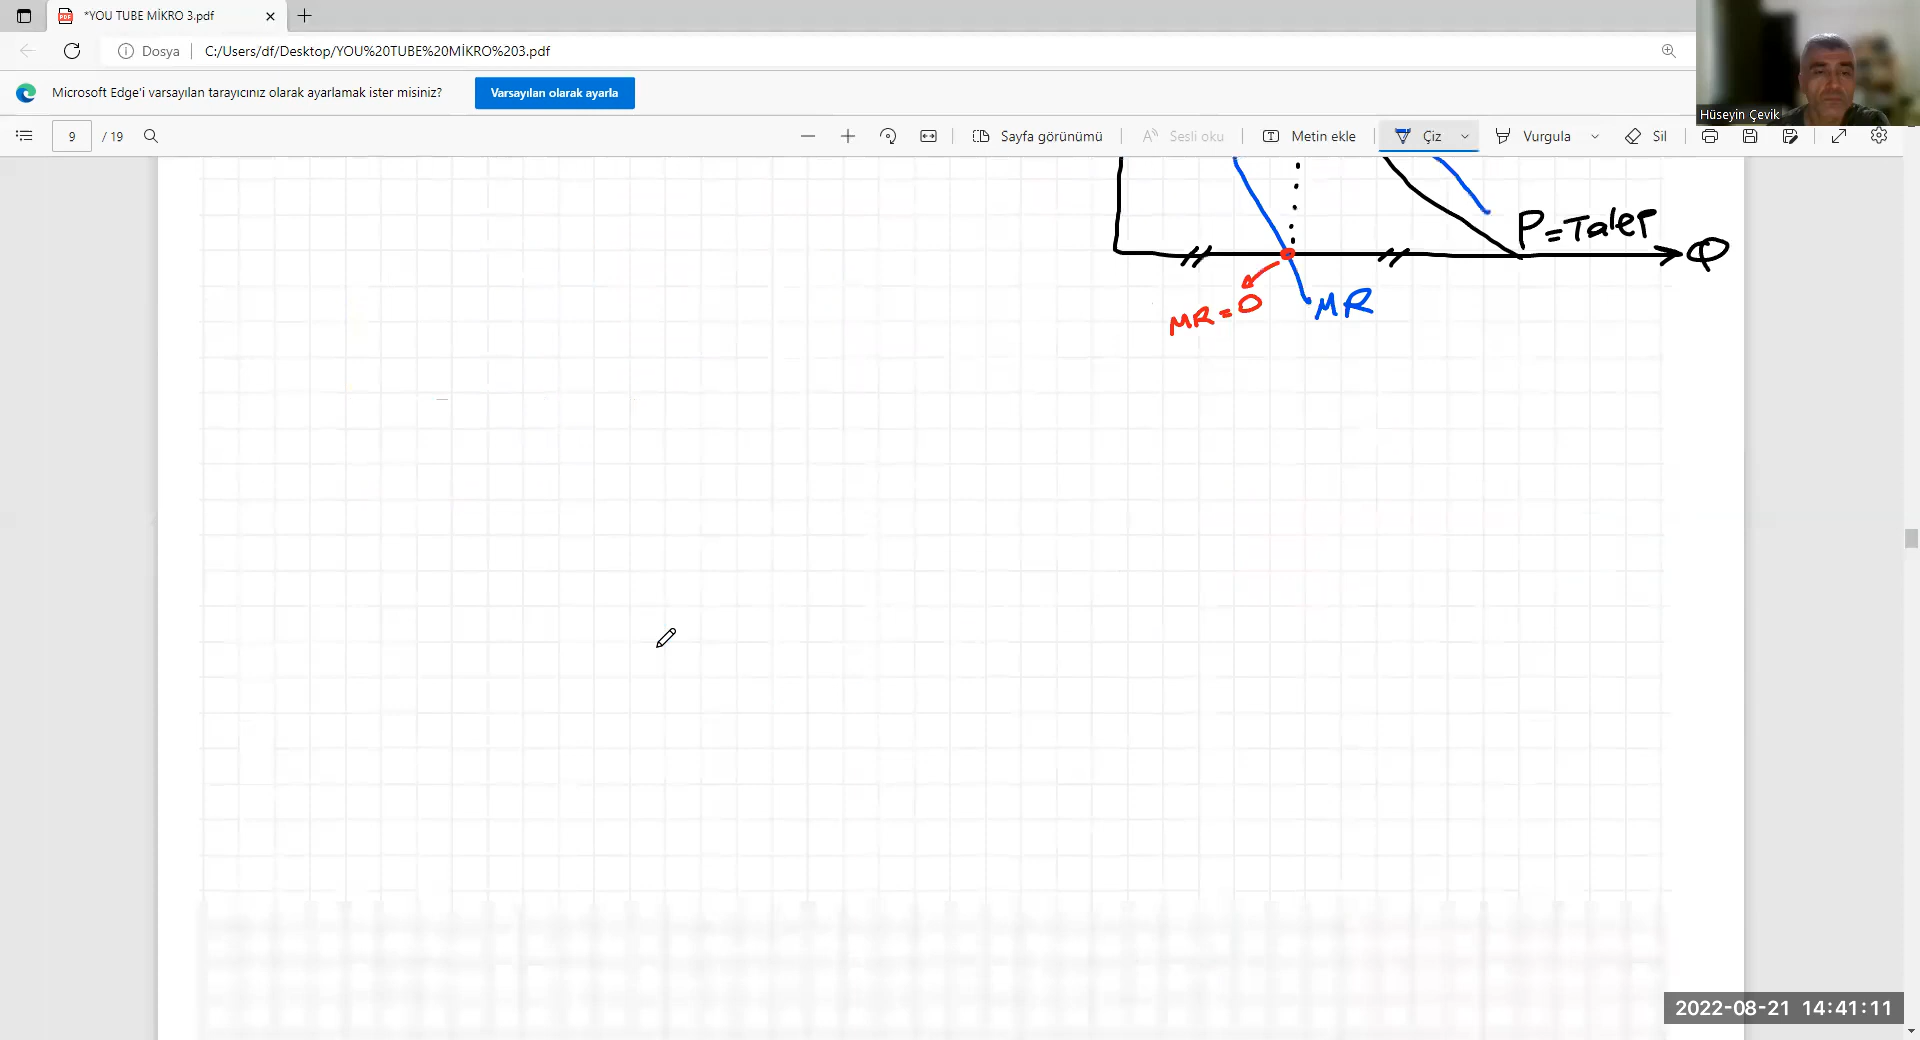 *YOU TUBE MİKRO 3.pdf
Dosya
C:/Users/df/Desktop/YOU%20TUBE%20MİKRO%203.pdf
Microsoft Edge'i varsayılan tarayıcınız olarak ayarlamak ister misiniz?
Varsayılan olarak ayarla
Hüseyin Çevik
9 / 19
Sayfa görünümü
Sesli oku
Metin ekle
Çiz
Vurgula
Sil
P=Talep
Q
MR=0
MR
2022-08-21 14:41:11